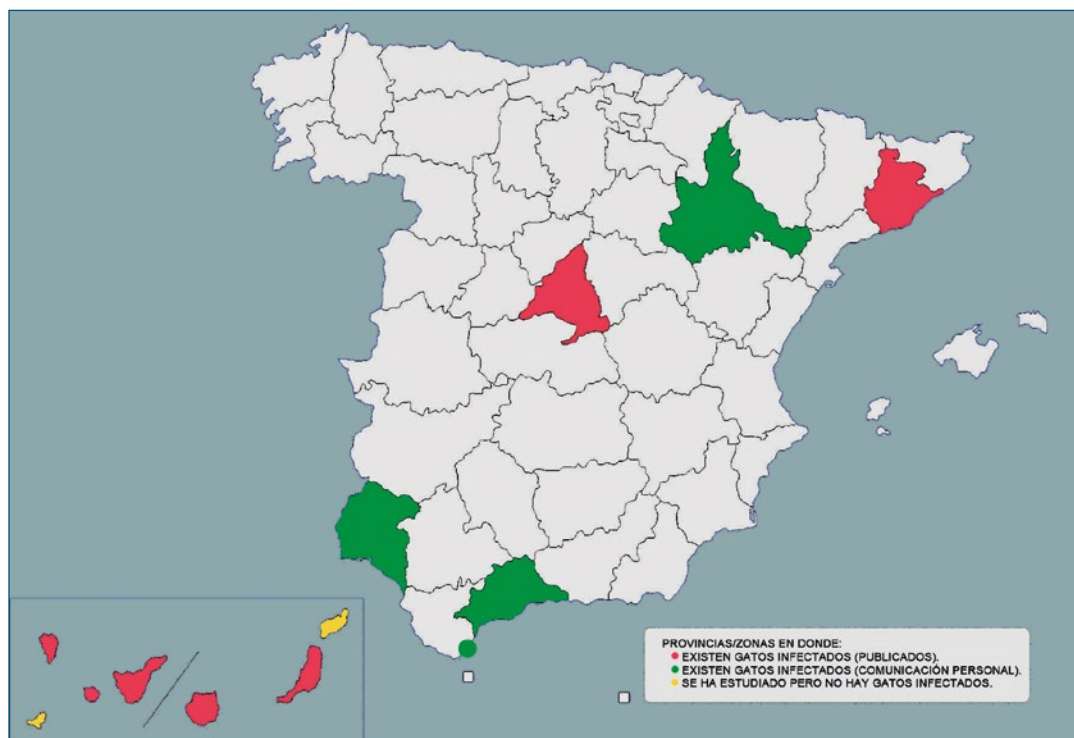 PROVINCIAS/ZONAS EN DONDE:
EXISTEN GATOS INFECTADOS (PUBLICADOS).
EXISTEN GATOS INFECTADOS (COMUNICACIÓN PERSONAL).
SE HA ESTUDIADO PERO NO HAY GATOS INFECTADOS.